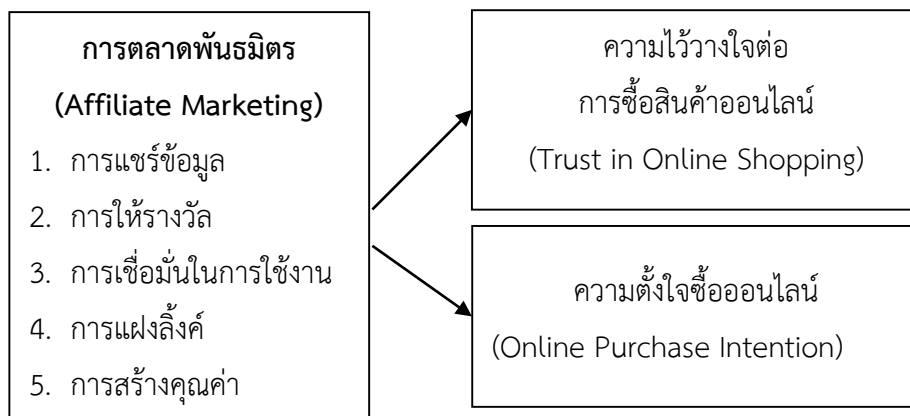 การตลาดพันธมิตร
(Affiliate Marketing)
1. การแชร์ข้อมูล
2. การให้รางวัล
3. การเชื่อมั่นในการใช้งาน
4. การแฝงลิ้งค์
5. การสร้างคุณค่า
ความไว้วางใจต่อ
การซื้อสินค้าออนไลน์
(Trust in Online Shopping)
ความตั้งใจซื้อออนไลน์
(Online Purchase Intention)